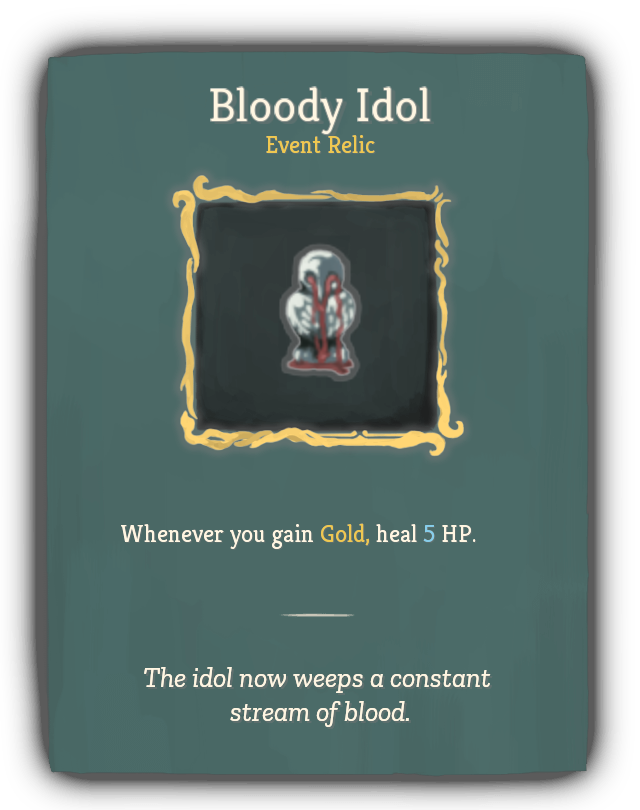 Bloody Idol
Event Relic
Whenever you gain Gold, heal 5 HP.
The idol now weeps a constant
stream of blood.